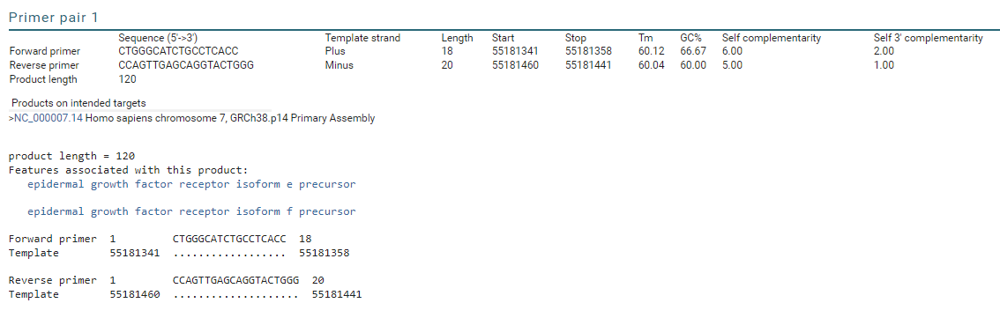 Primer pair 1
Sequence (5'->3') Template strand Length Start Stop Tm GC% Self complementarity Self 3' complementarity
Forward primer CTGGGCATCTGCCTCACC Plus 18 55181341 55181358 60.12 66.67 6.00 2.00
Reverse primer CCAGTTGAGCAGGTACTGGG Minus 20 55181460 55181441 60.04 60.00 5.00 1.00
Product length 120
Products on intended targets
>NC_000007.14 Homo sapiens chromosome 7, GRCh38.p14 Primary Assembly
product length = 120
Features associated with this product:
epidermal growth factor receptor isoform e precursor
epidermal growth factor receptor isoform f precursor
Forward primer 1 CTGGGCATCTGCCTCACC 18
Template 55181341 .................. 55181358
Reverse primer 1 CCAGTTGAGCAGGTACTGGG 20
Template 55181460 .................... 55181441